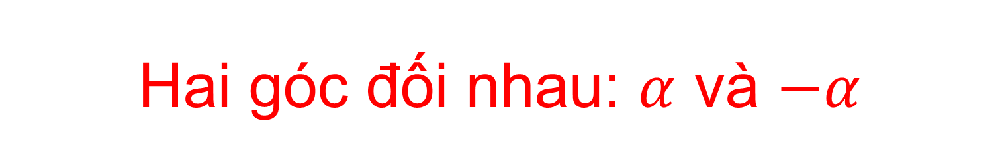 Hai góc đối nhau: 𝛼 và −𝛼